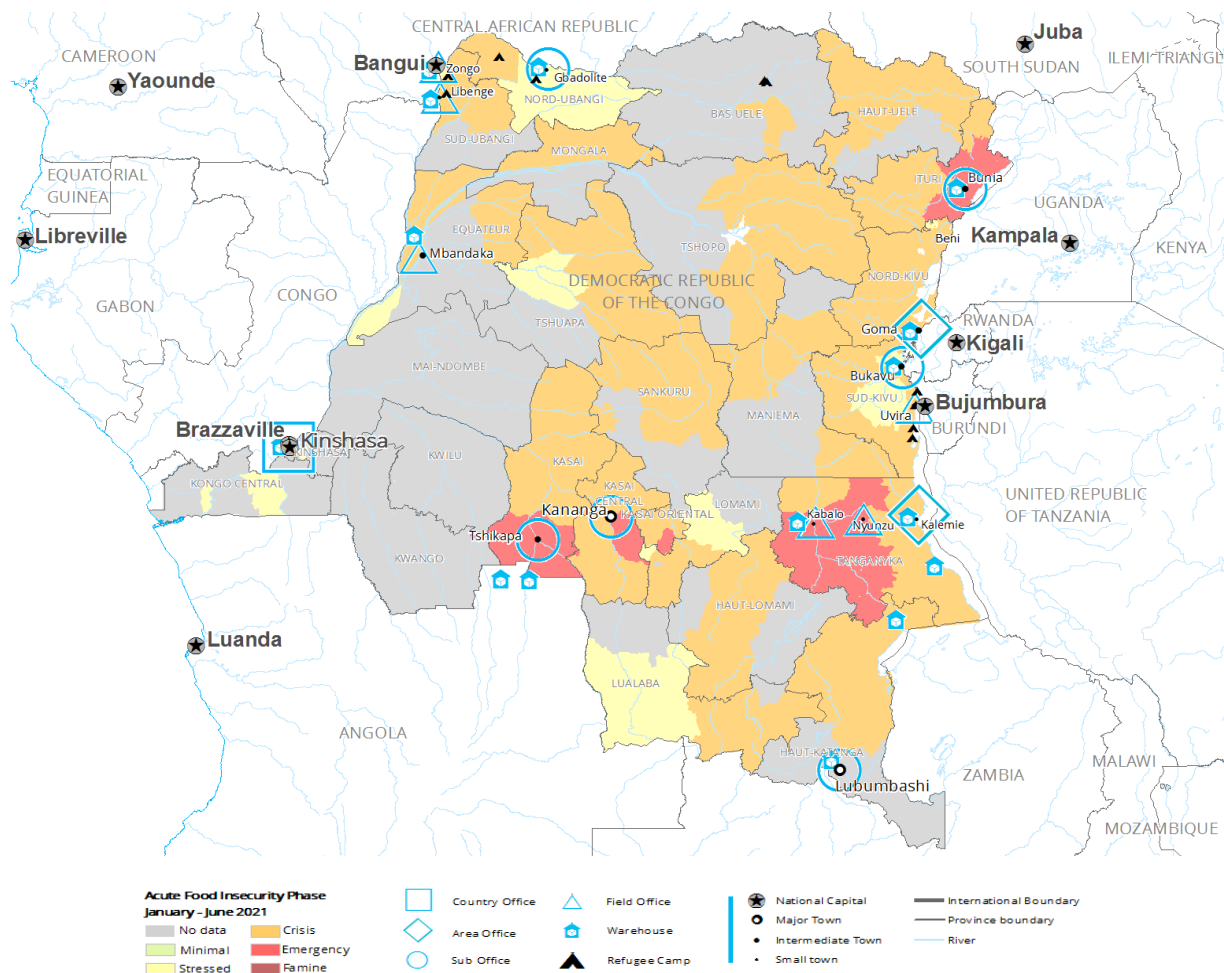 CENTRAL AFRICAN REPUBLIC
CAMEROON
Yaounde
Bangui
Zongo
Libenge
Gbadolite
NORD-UBANGI
SUD-UBANGI
MONGALA
BAS-UELE
HAUT-UELE
Juba
SOUTH SUDAN
ILEMI TRIANGL
EQUATORIAL
GUINEA
Libreville
GABON
CONGO
EQUATEUR
Mbandaka
TSHOPO
ITURI
Bunia
UGANDA
Kampala
KENYA
Beni
NORD-KIVU
DEMOCRATIC REPUBLIC
OF THE CONGO
TSHUAPA
Goma
RWANDA
Kigali
MAI-NDOMBE
SANKURU
MANIEMA
Bukavu
SUD-KIVU
Uvira
Bujumbura
BURUNDI
Brazzaville
Kinshasa
KINSHASA
KONGO CENTRAL
KWILU
KWANGO
KASAI
KASAI
CENTRAL
Kananga
KASAI ORIENTAL
LOMAMI
Tshikapa
Kabalo
Nyunzu
Kalemie
TANGANYIKA
UNITED REPUBLIC
OF TANZANIA
HAUT-LOMAMI
Luanda
LUALABA
ANGOLA
HAUT-KATANGA
Lubumbashi
ZAMBIA
MALAWI
MOZAMBIQUE
Acute Food Insecurity Phase
January - June 2021
No data
Minimal
Stressed
Crisis
Emergency
Famine
Country Office
Area Office
Sub Office
Field Office
Warehouse
Refugee Camp
National Capital
Major Town
Intermediate Town
Small town
International Boundary
Province boundary
River